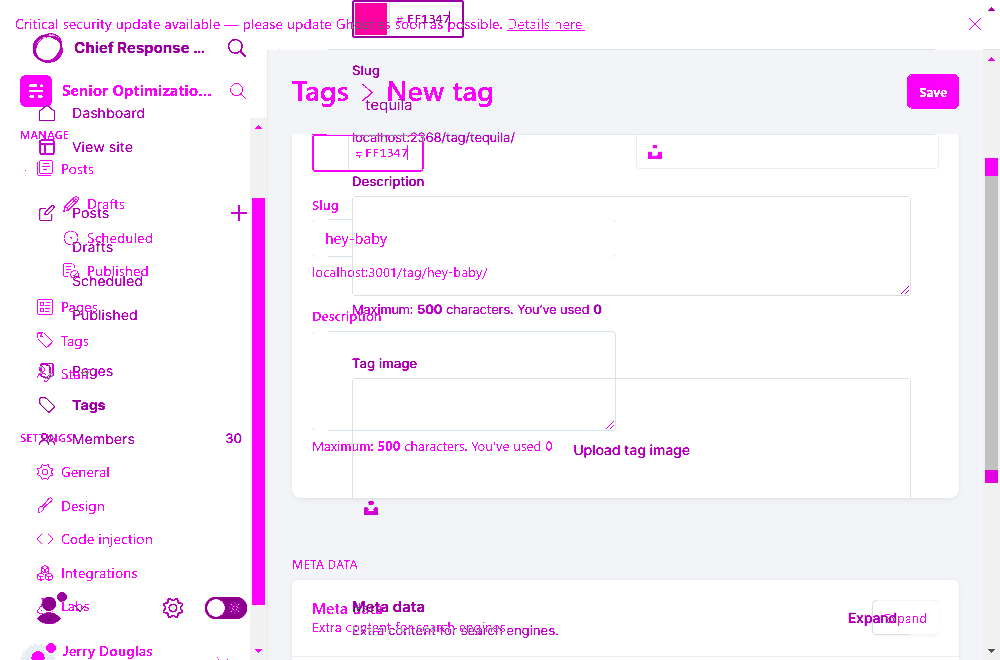 Critical security update available — please update Ghost as soon as possible. Details here.
# FF1347
Chief Response ...
Senior Optimizatio...
Dashboard
MANAGE
View site
Posts
Drafts
Posts
Scheduled
Drafts
Published
Scheduled
Pages
Published
Tags
Staff
Pages
Tags
SETTINGS
Members 30
General
Design
Code injection
Integrations
Labs
Jerry Douglas
Slug
Tags > New tag
Save
tequila
localhost:2368/tag/tequila/
# FF1347
Description
Slug
hey-baby
localhost:3001/tag/hey-baby/
Maximum: 500 characters. You've used 0
Description
Tag image
Maximum: 500 characters. You've used 0
Upload tag image
META DATA
Meta data
Meta data
Extra content for search engines.
Extra content for search engines.
Expand
Expand